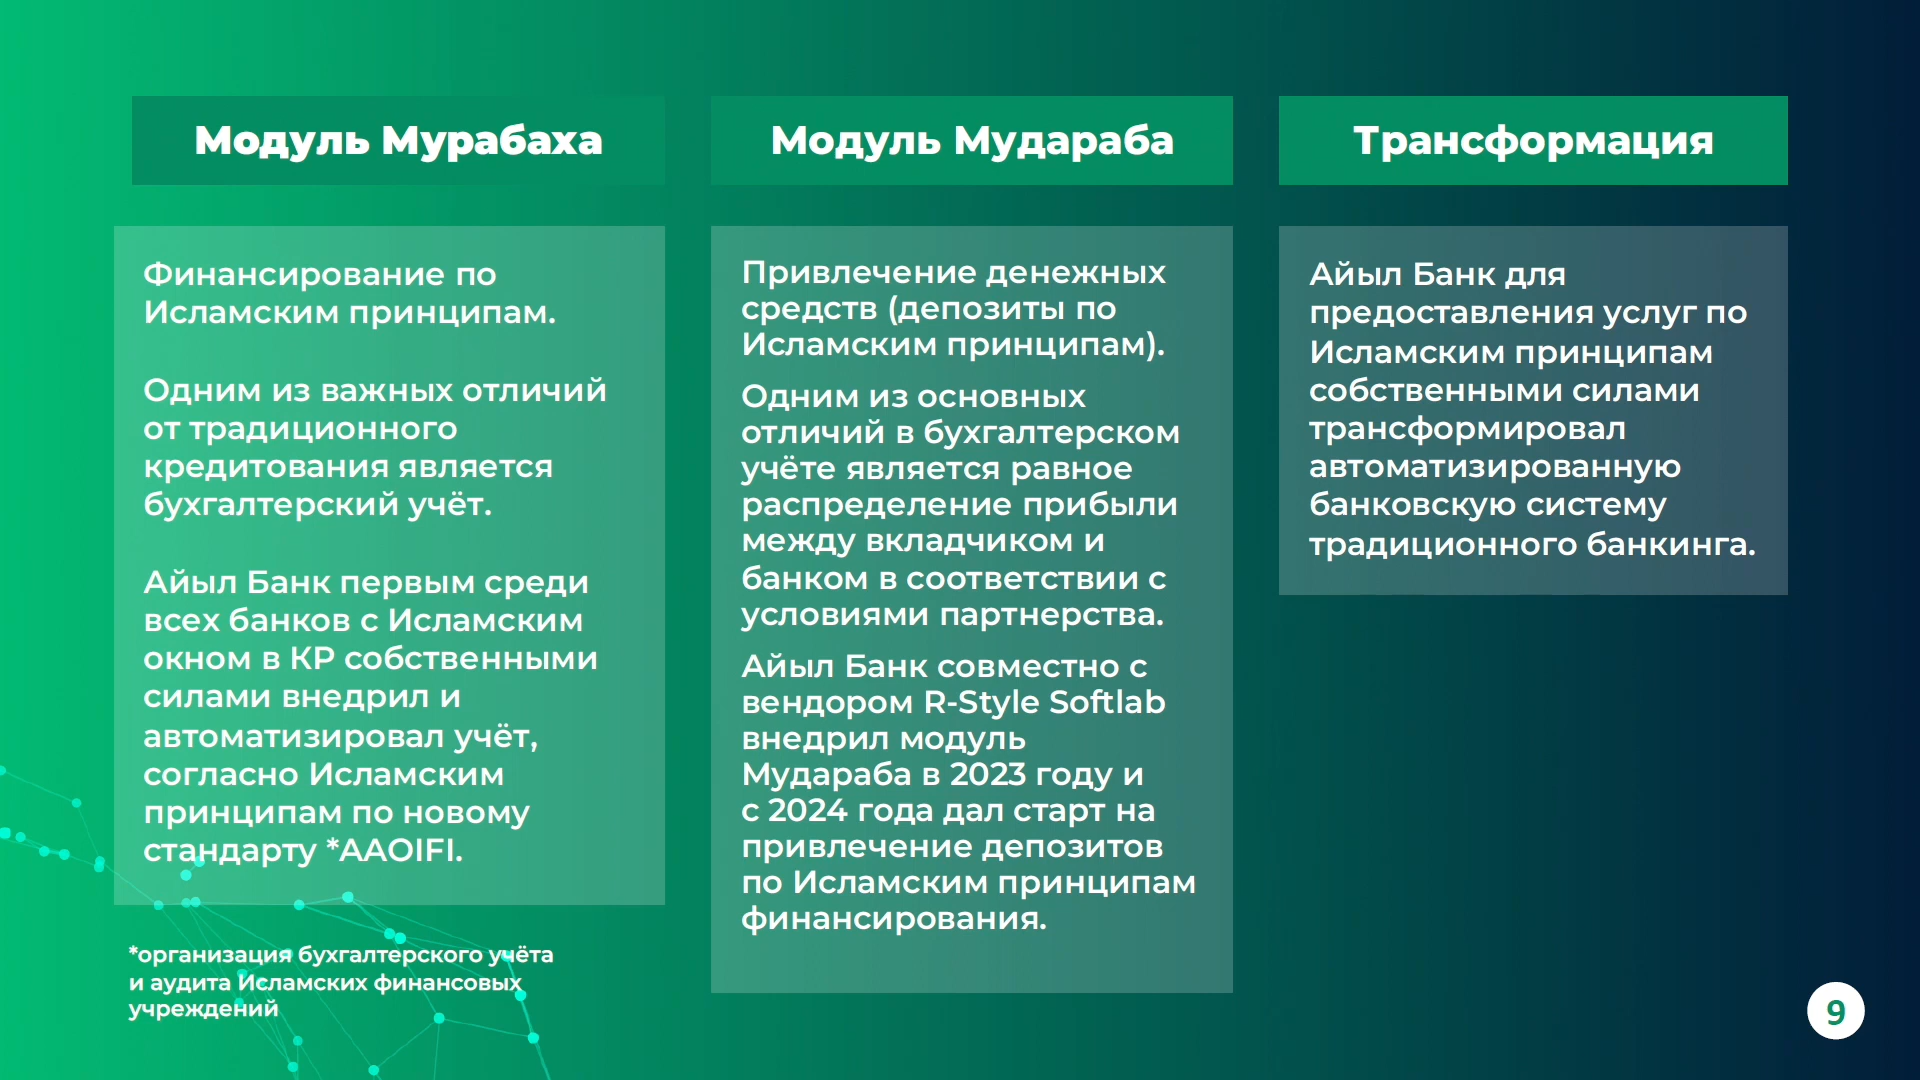 Модуль Мурабаха
Финансирование по
Исламским принципам.
Одним из важных отличий
от традиционного
кредитования является
бухгалтерский учёт.
Айыл Банк первым среди
всех банков с Исламским
окном в КР собственными
силами внедрил и
автоматизировал учёт,
согласно Исламским
принципам по новому
стандарту *AAOIFI.
*организация бухгалтерского учёта
и аудита Исламских финансовых
учреждений
Модуль Мудараба
Привлечение денежных
средств (депозиты по
Исламским принципам).
Одним из основных
отличий в бухгалтерском
учёте является равное
распределение прибыли
между вкладчиком и
банком в соответствии с
условиями партнерства.
Айыл Банк совместно с
вендором R-Style Softlab
внедрил модуль
Мудараба в 2023 году и
с 2024 года дал старт на
привлечение депозитов
по Исламским принципам
финансирования.
Трансформация
Айыл Банк для
предоставления услуг по
Исламским принципам
собственными силами
трансформировал
автоматизированную
банковскую систему
традиционного банкинга.
9